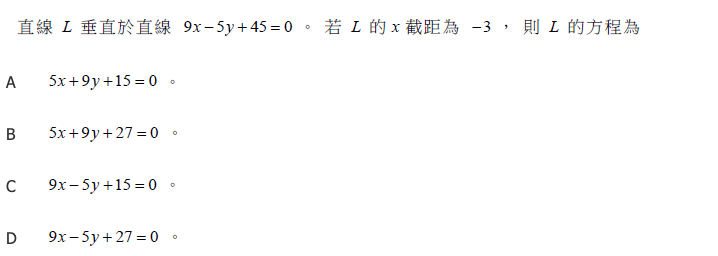 直線 L 垂直於直線 9x−5y+45=0 。 若 L 的 x 截距為 −3 ， 則 L 的方程為
A 5x+9y+15=0 。
B 5x+9y+27=0 。
C 9x−5y+15=0 。
D 9x−5y+27=0 。